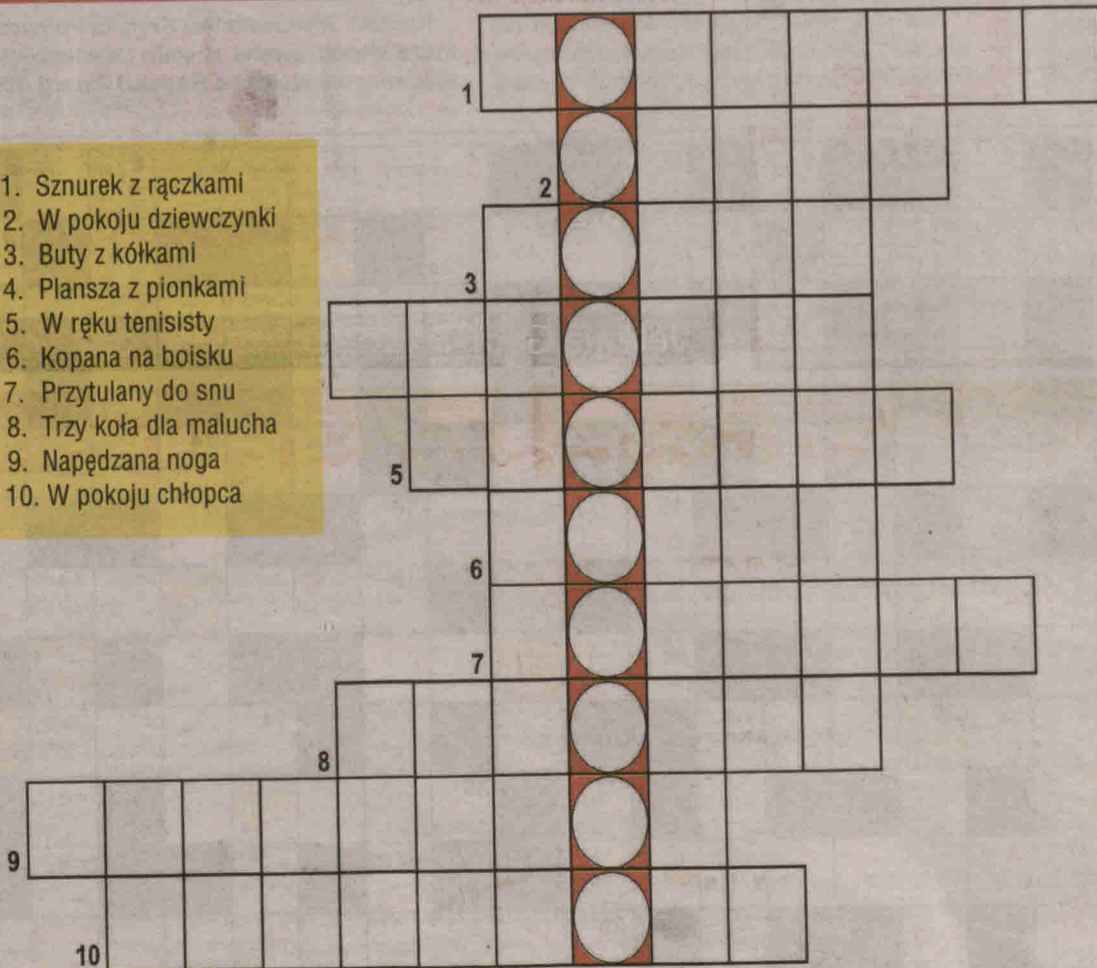 1
2
3
5
6
7
8
9
10
1. Sznurek z rączkami
2. W pokoju dziewczynki
3. Buty z kółkami
4. Plansza z pionkami
5. W ręku tenisisty
6. Kopana na boisku
7. Przytulany do snu
8. Trzy koła dla malucha
9. Napędzana noga
10. W pokoju chłopca